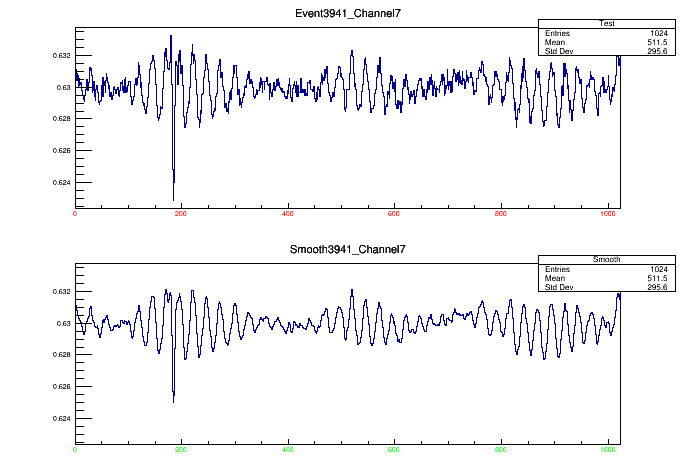 Event3941_Channel7
Test
Entries 1024
Mean 511.5
Std Dev 295.6
0.632
0.63
0.628
0.626
0.624
0 200 400 600 800 1000
Smooth3941_Channel7
Smooth
Entries 1024
Mean 511.5
Std Dev 295.6
0.632
0.63
0.628
0.626
0.624
0 200 400 600 800 1000